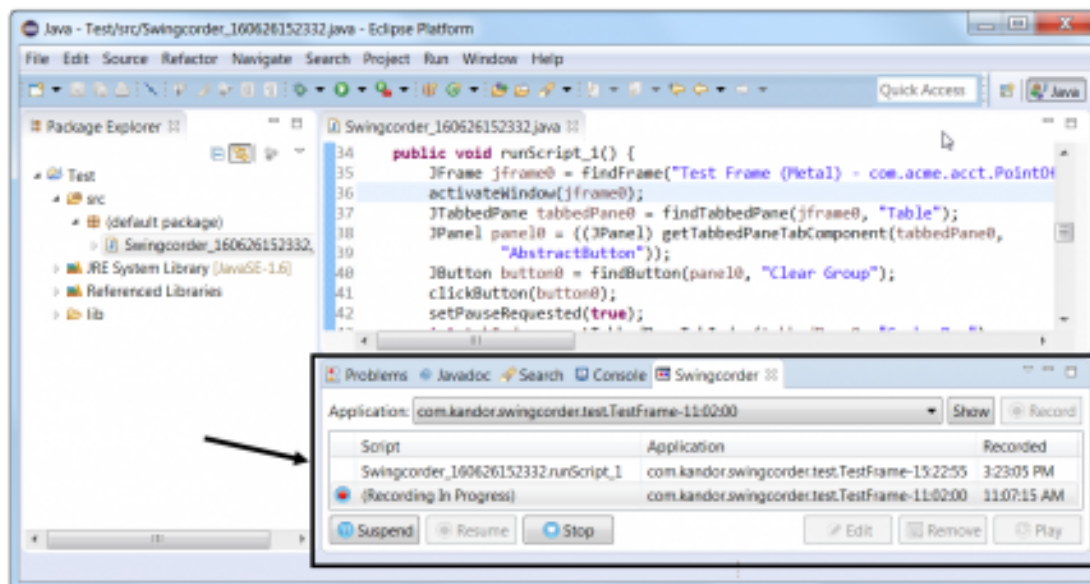 Java - Test/src/Swingcorder_160626152332.java - Eclipse Platform
File Edit Source Refactor Navigate Search Project Run Window Help
Quick Access Java
Package Explorer
Test
src
(default package)
Swingcorder_160626152332.
JRE System Library [JavaSE-1.6]
Referenced Libraries
lib
Swingcorder_160626152332.java
34 public void runScript_1() {
35 JFrame jframe0 = findFrame("Test Frame (Metal) - com.acme.acct.PointOf
36 activateWindow(jframe0);
37 JTabbedPane tabbedPane0 = findTabbedPane(jframe0, "Table");
38 JPanel panel0 = ((JPanel) getTabbedPaneTabComponent(tabbedPane0,
39 "AbstractButton"));
40 JButton button0 = findButton(panel0, "Clear Group");
41 clickButton(button0);
42 setPauseRequested(true);
Problems Javadoc Search Console Swingcorder
Application: com.kandor.swingcorder.test.TestFrame-11:02:00 Show Record
Script Application Recorded
Swingcorder_160626152332.runScript_1 com.kandor.swingcorder.test.TestFrame-15:22:55 3:23:05 PM
(Recording In Progress) com.kandor.swingcorder.test.TestFrame-11:02:00 11:07:15 AM
Suspend Resume Stop Edit Remove Play